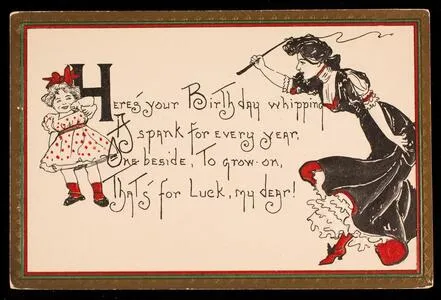 Here's your Birthday whipping
A spank for every year,
One beside, To grow-on,
That's for Luck, my dear!